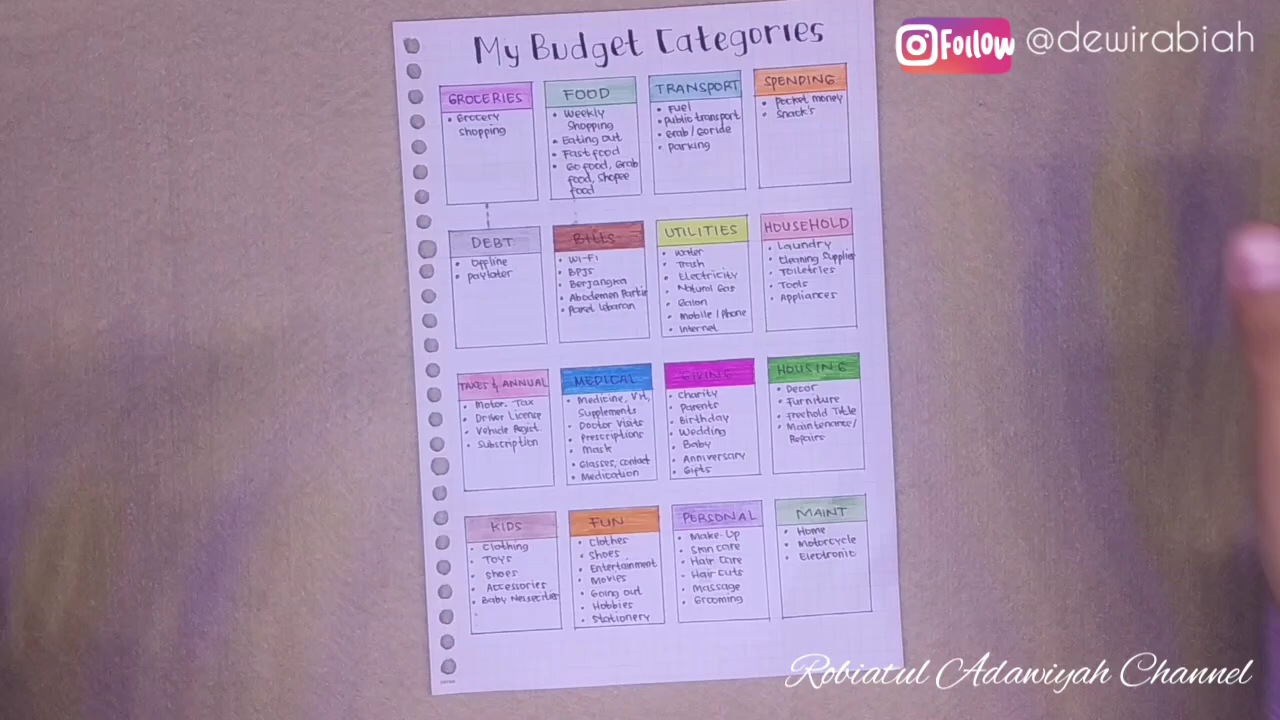 My Budget Categories
Follow @dewirabiah
GROCERIES
• Grocery
shopping
FOOD
• Weekly
Shopping
• Eating out
• Fast food
• Go food, Grab
food, Shopee
food
TRANSPORT
• Fuel
• Public transport
• Grab / Goride
• Parking
SPENDING
• Pocket money
• Snack's
DEBT
• Offline
• Paylater
BILLS
• Wi-Fi
• BPJS
• Berjangka
• Abodemen Parkir
• Paket lebaran
UTILITIES
• Water
• Trash
• Electricity
• Natural Gas
• Galon
• Mobile / Phone
• Internet
HOUSEHOLD
• Laundry
• Cleaning Supplies
• Toiletries
• Tools
• Appliances
TAXES & ANNUAL
• Motor. Tax
• Driver License
• Vehicle Regist.
• Subscription
MEDICAL
• Medicine, Vit,
Supplements
• Doctor Visits
• Prescriptions
• Mask
• Glasses, contact
• Medication
GIVING
• Charity
• Parents
• Birthday
• Wedding
• Baby
• Anniversary
• Gifts
HOUSING
• Decor
• Furniture
• Freehold Title
• Maintenance/
Repairs
KIDS
• Clothing
• Toys
• Shoes
• Accessories
• Baby Nessecities
FUN
• Clothes
• Shoes
• Entertainment
• Movies
• Going out
• Hobbies
• Stationery
PERSONAL
• Make-Up
• Skin care
• Hair Care
• Hair cuts
• Massage
• Grooming
MAINT
• Home
• Motorcycle
• Electronic
Robiatul Adawiyah Channel